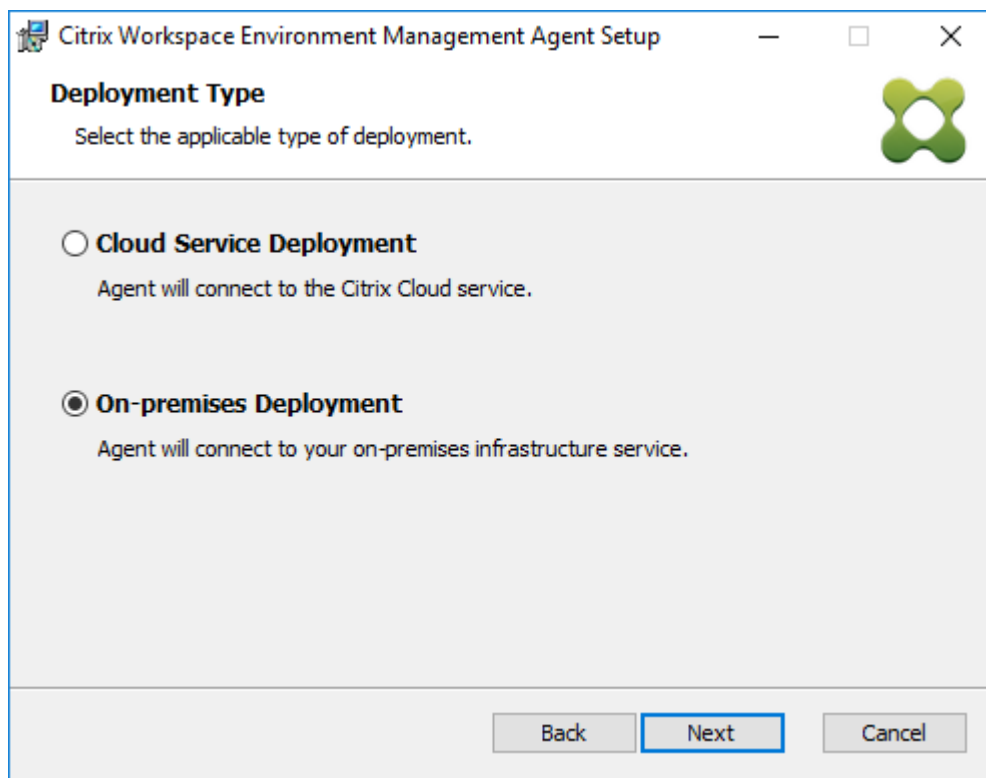 Citrix Workspace Environment Management Agent Setup
Deployment Type
Select the applicable type of deployment.
Cloud Service Deployment
Agent will connect to the Citrix Cloud service.
On-premises Deployment
Agent will connect to your on-premises infrastructure service.
Back Next Cancel